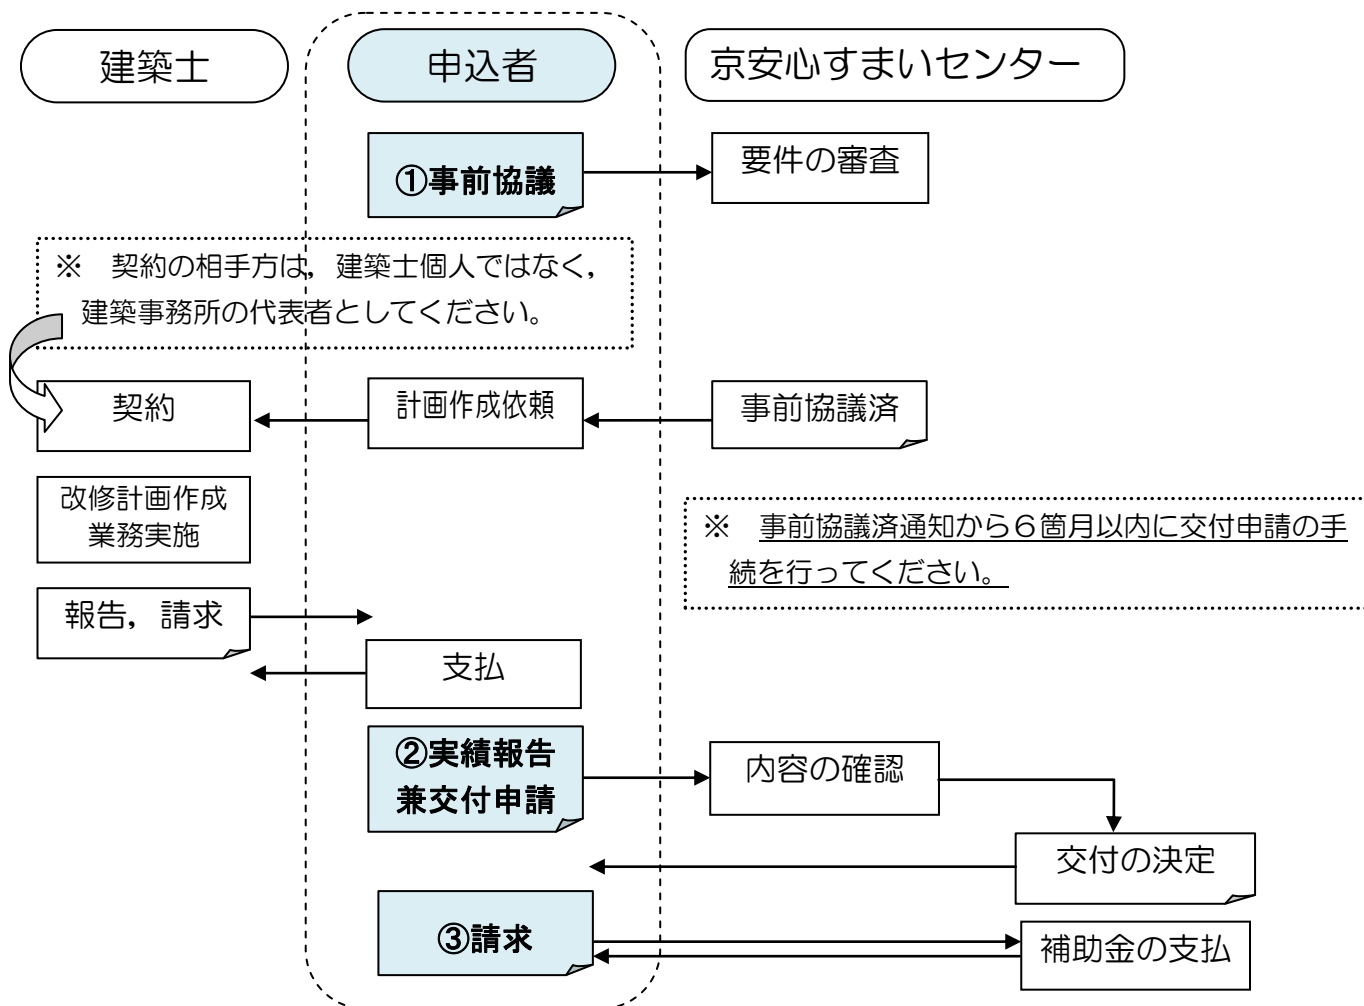 建築士
申込者
京安心すまいセンター
①事前協議
要件の審査
※　契約の相手方は，建築士個人ではなく，
建築事務所の代表者としてください。
契約
計画作成依頼
事前協議済
改修計画作成
業務実施
※　事前協議済通知から６箇月以内に交付申請の手
続を行ってください。
報告，請求
支払
②実績報告
兼交付申請
内容の確認
交付の決定
③請求
補助金の支払